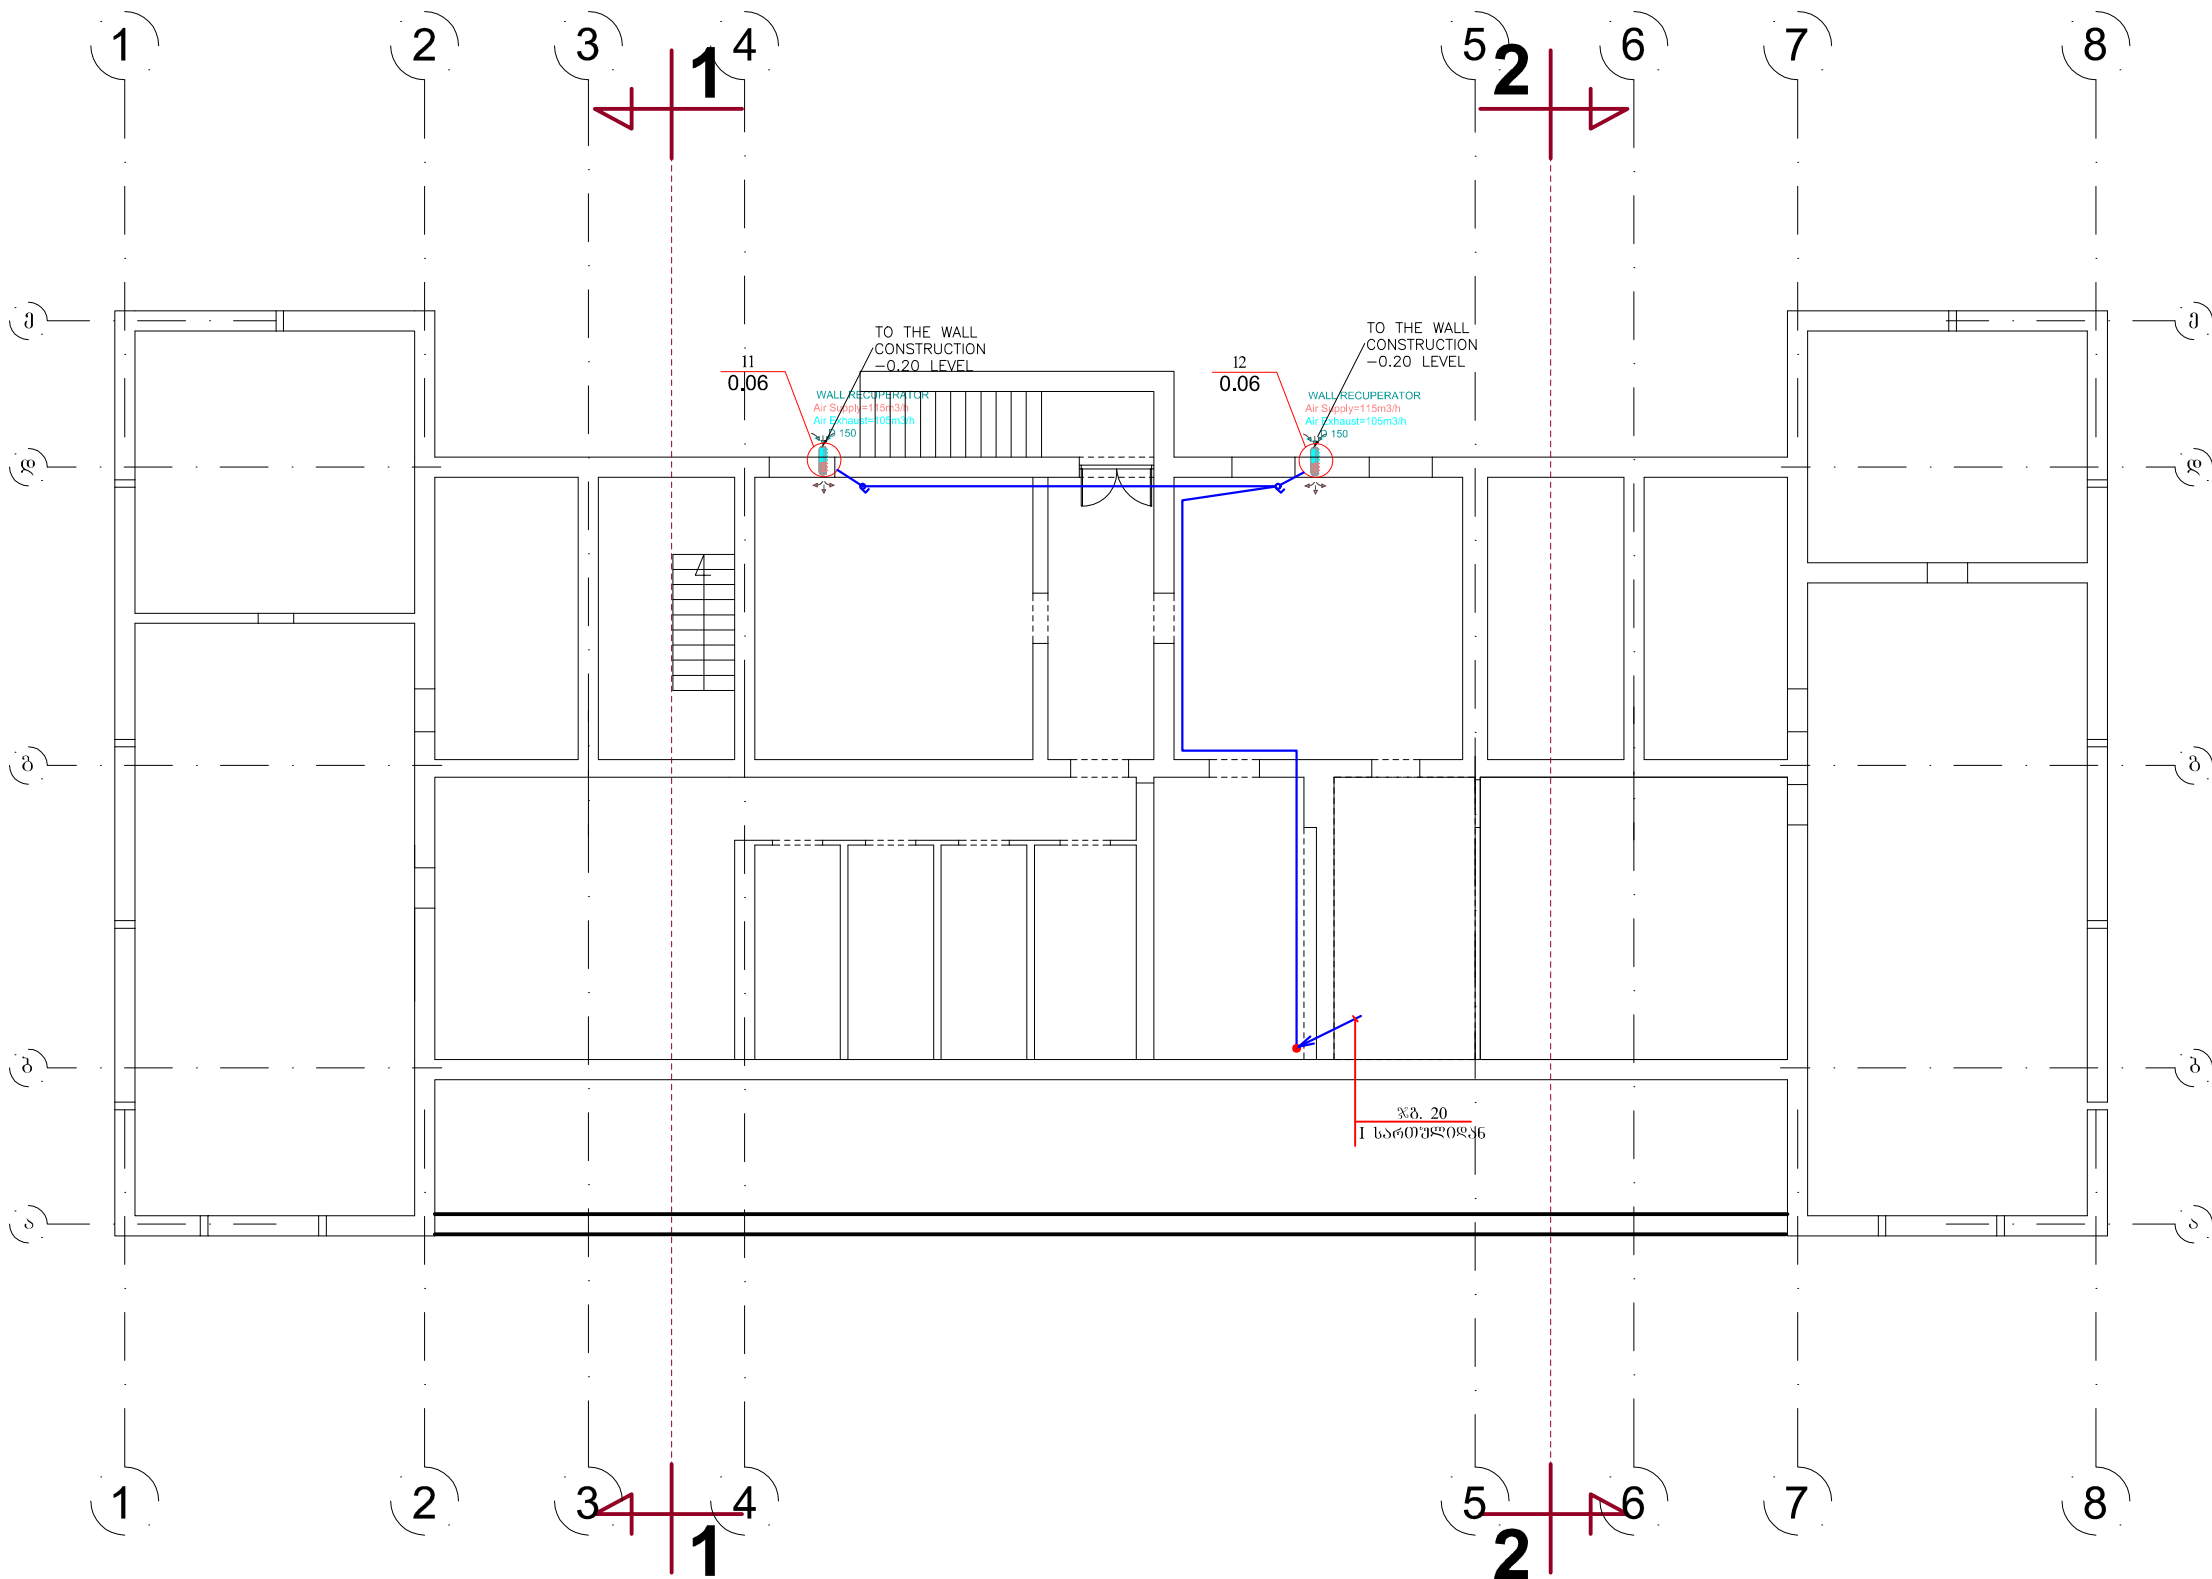 1 2 3 4 5 6 7 8
1 2
TO THE WALL
CONSTRUCTION
-0.20 LEVEL
11
0.06
WALL RECUPERATOR
Air Supply=115m3/h
Air Exhaust=105m3/h
D 150
TO THE WALL
CONSTRUCTION
-0.20 LEVEL
12
0.06
WALL RECUPERATOR
Air Supply=115m3/h
Air Exhaust=105m3/h
D 150
ე ე
დ დ
გ გ
ბ ბ
ა ა
ჯგ. 20
I სართულიდან
1 2 3 4 5 6 7 8
1 2